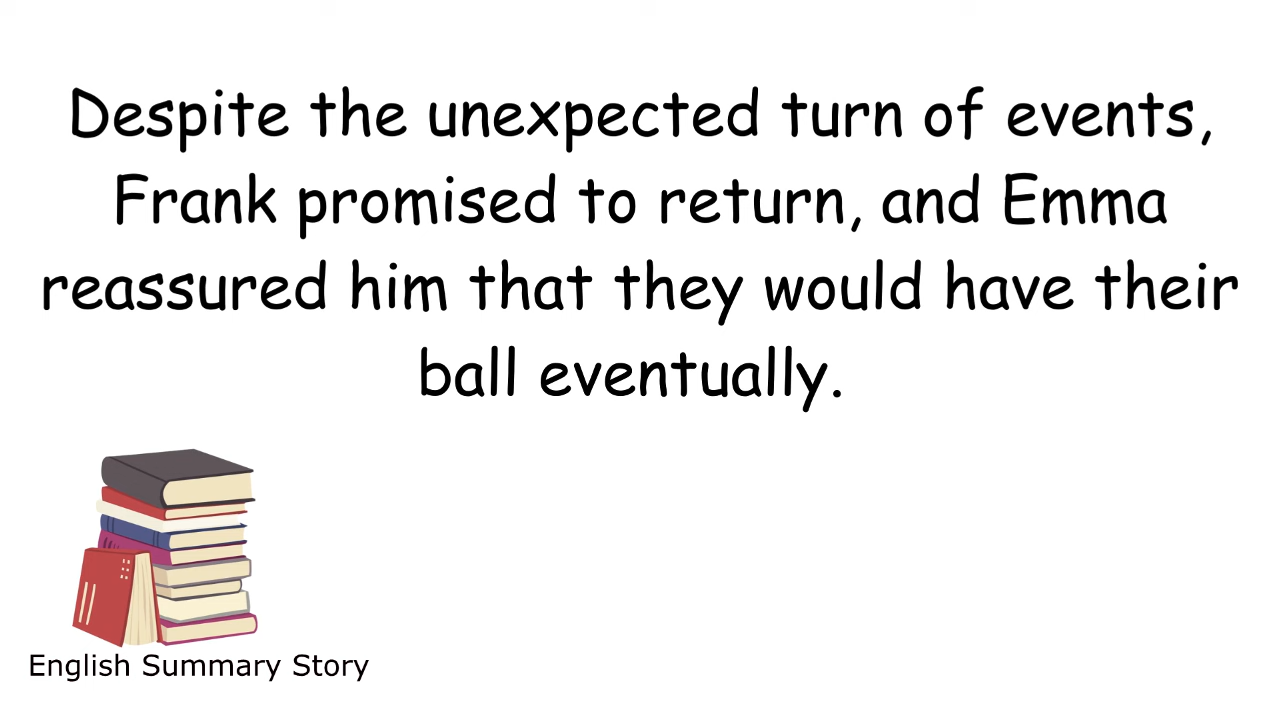 Despite the unexpected turn of events,
Frank promised to return, and Emma
reassured him that they would have their
ball eventually.
English Summary Story